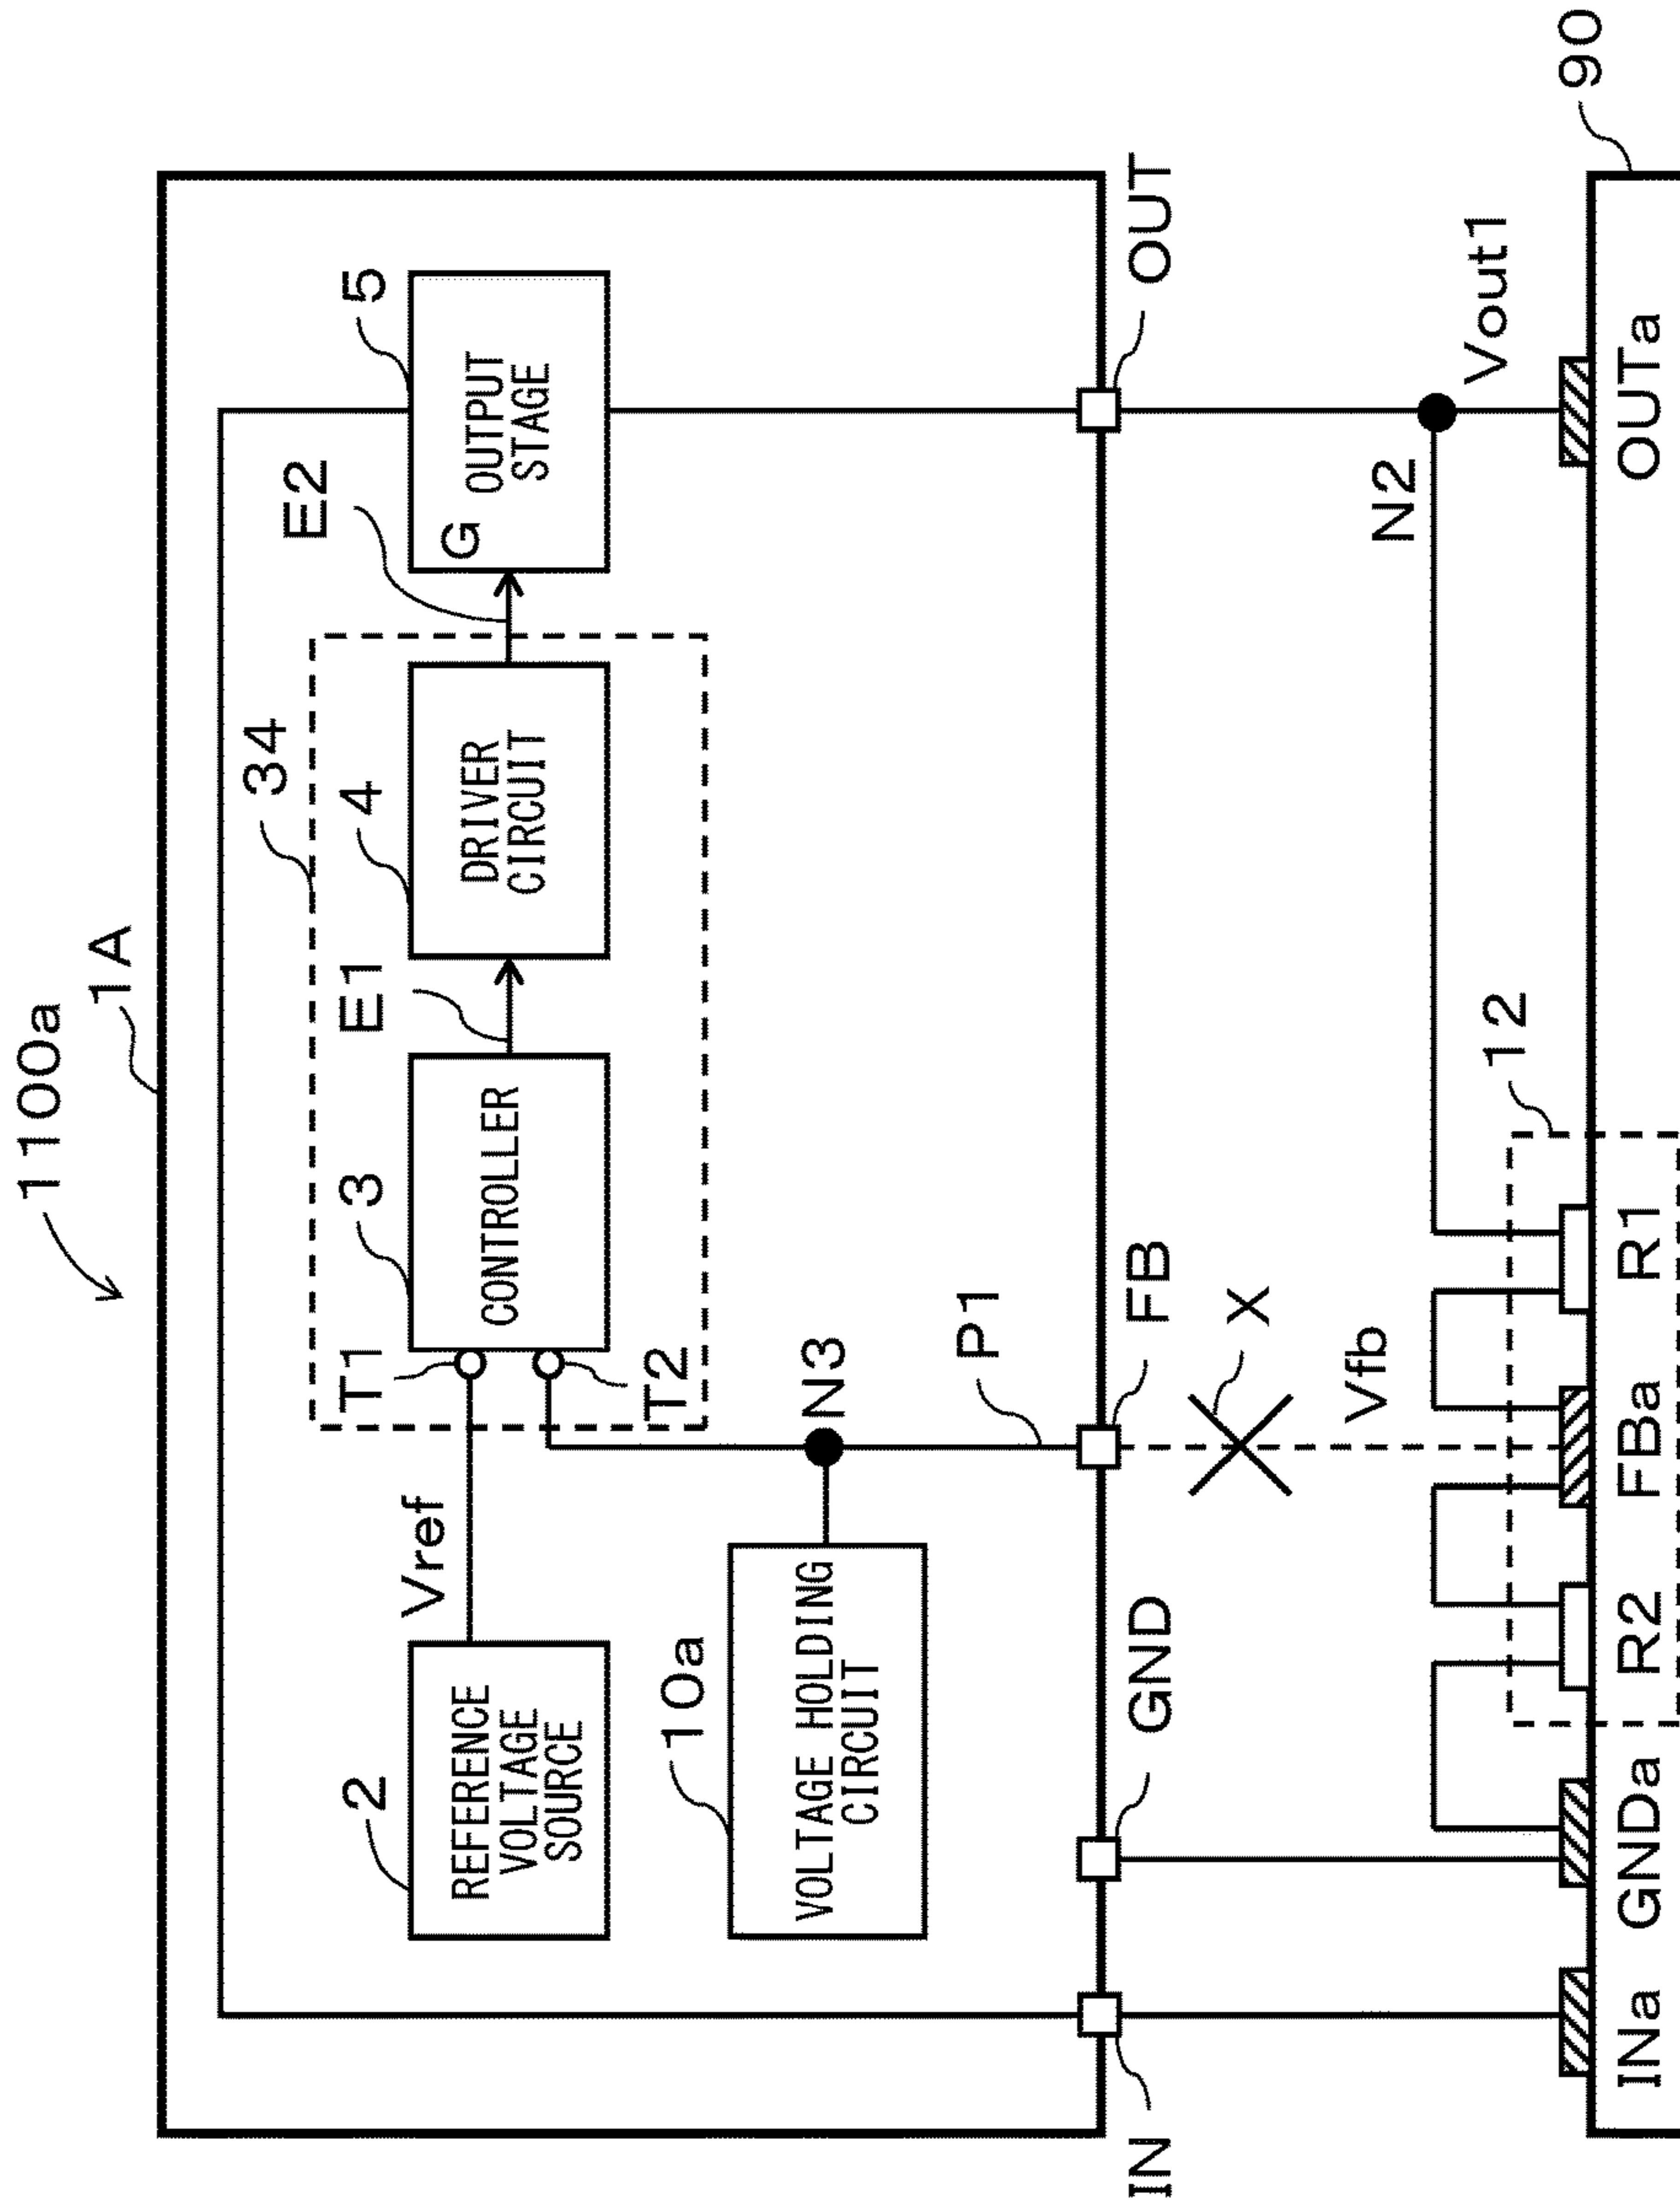 1100a
1A
34
2
REFERENCE
VOLTAGE
SOURCE
Vref
T1
T2
3
CONTROLLER
E1
4
DRIVER
CIRCUIT
E2
5
G
OUTPUT
STAGE
10a
VOLTAGE HOLDING
CIRCUIT
N3
P1
IN
GND
FB
OUT
X
Vfb
N2
Vout1
12
90
INa
GNDa
R2
FBa
R1
OUTa